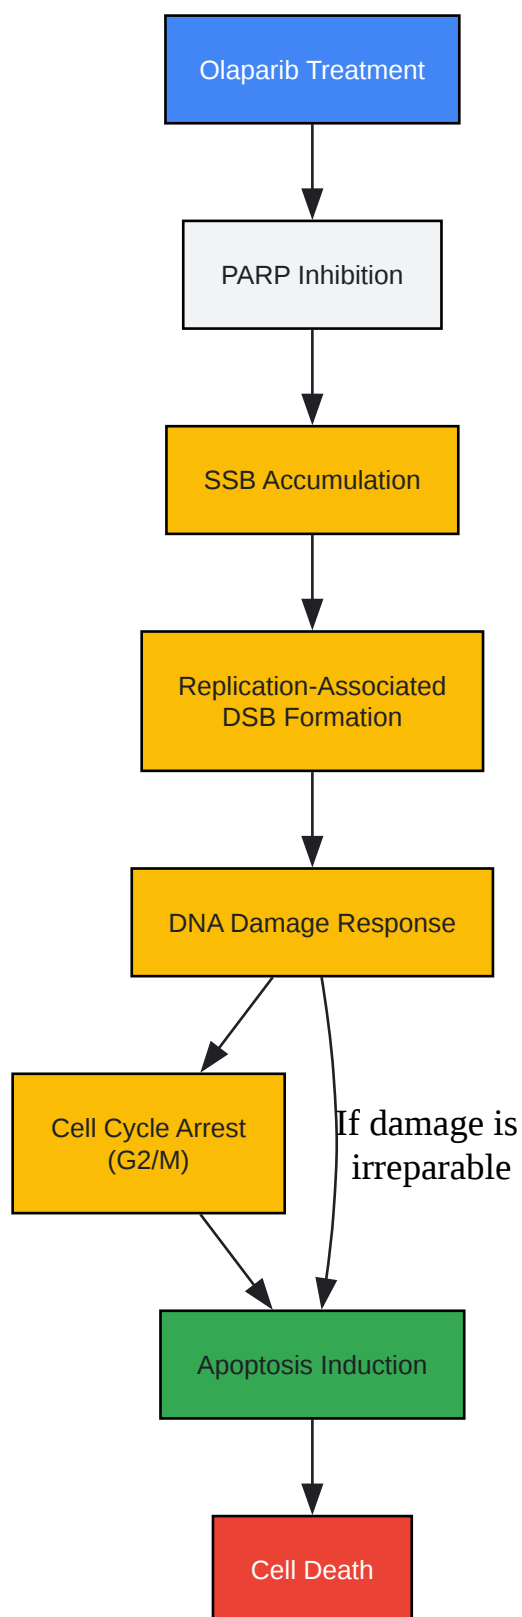 Olaparib Treatment
PARP Inhibition
SSB Accumulation
Replication-Associated
DSB Formation
DNA Damage Response
Cell Cycle Arrest
(G2/M)
If damage is
irreparable
Apoptosis Induction
Cell Death